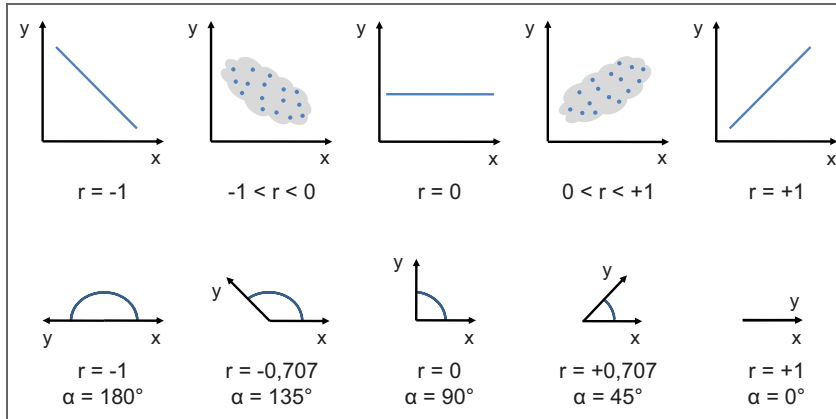 y y y y y
x x x x x
r = -1 -1 < r < 0 r = 0 0 < r < +1 r = +1
y y y y y
x x x x x
r = -1 r = -0,707 r = 0 r = +0,707 r = +1
α = 180° α = 135° α = 90° α = 45° α = 0°